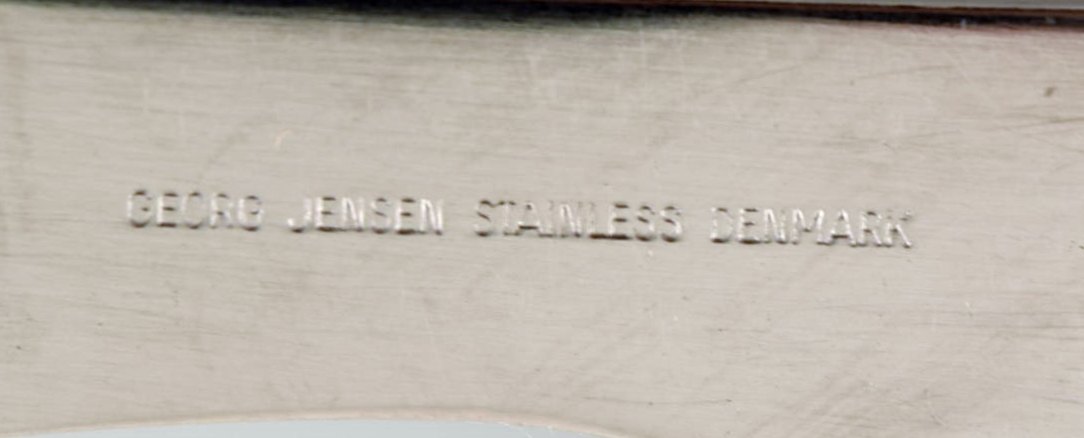 GEORG JENSEN STAINLESS DENMARK